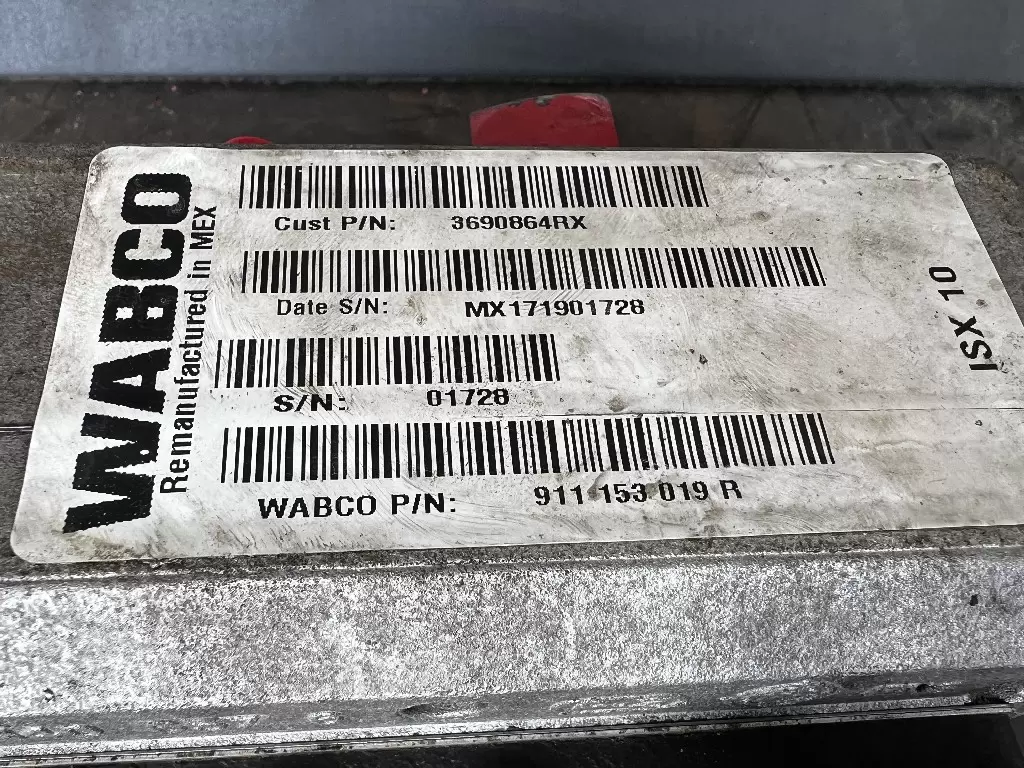 WABCO
Remanufactured in MEX
Cust P/N: 3690864RX
Date S/N: MX171901728
S/N: 01728
WABCO P/N: 911 153 019 R
ISX 10